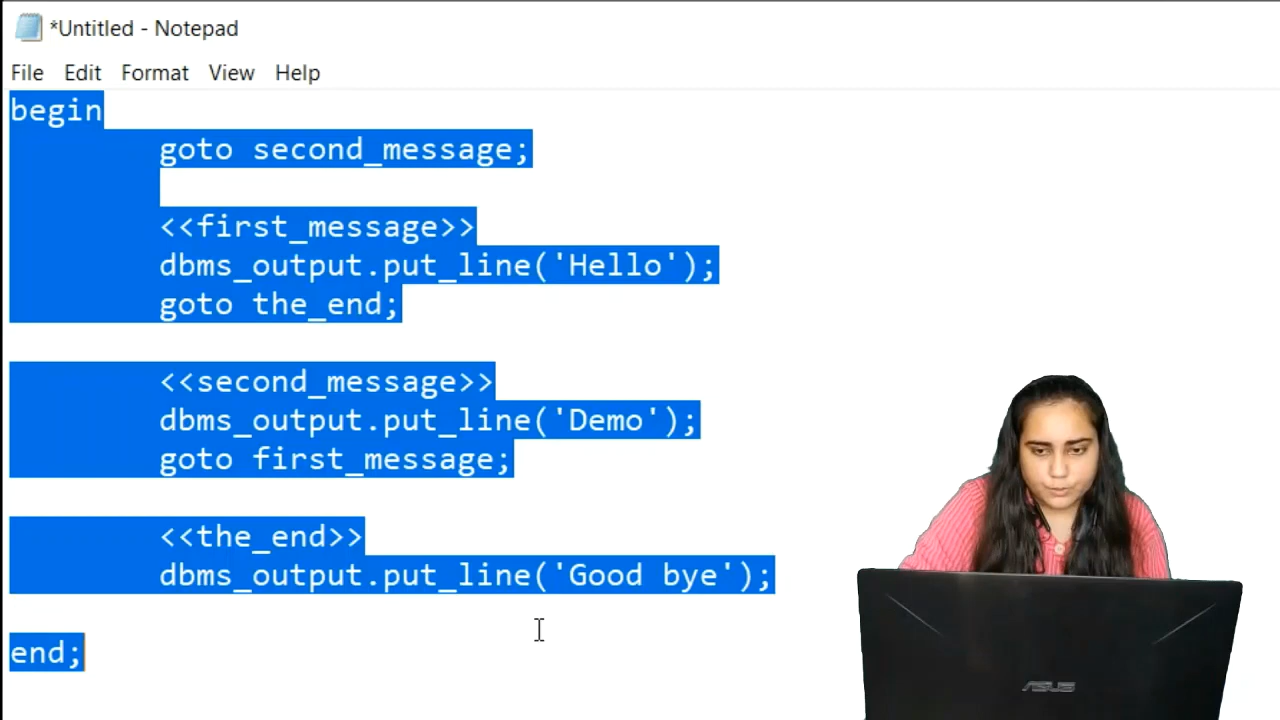 *Untitled - Notepad
File Edit Format View Help
begin
goto second_message;
<<first_message>>
dbms_output.put_line('Hello');
goto the_end;
<<second_message>>
dbms_output.put_line('Demo');
goto first_message;
<<the_end>>
dbms_output.put_line('Good bye');
end;
ASUS